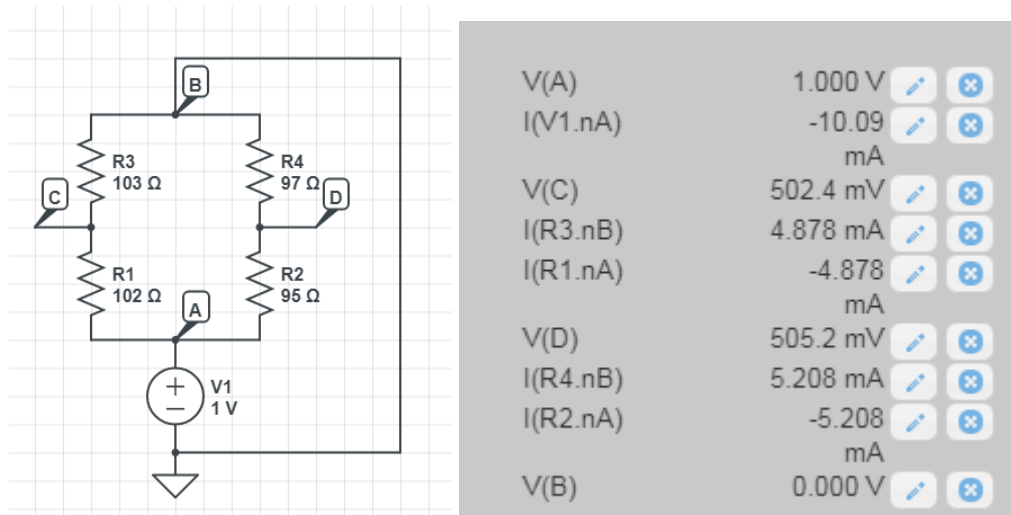 B
R3
103 Ω
R4
97 Ω
C
D
R1
102 Ω
R2
95 Ω
A
V1
1 V
V(A) 1.000 V
I(V1.nA) -10.09
mA
V(C) 502.4 mV
I(R3.nB) 4.878 mA
I(R1.nA) -4.878
mA
V(D) 505.2 mV
I(R4.nB) 5.208 mA
I(R2.nA) -5.208
mA
V(B) 0.000 V